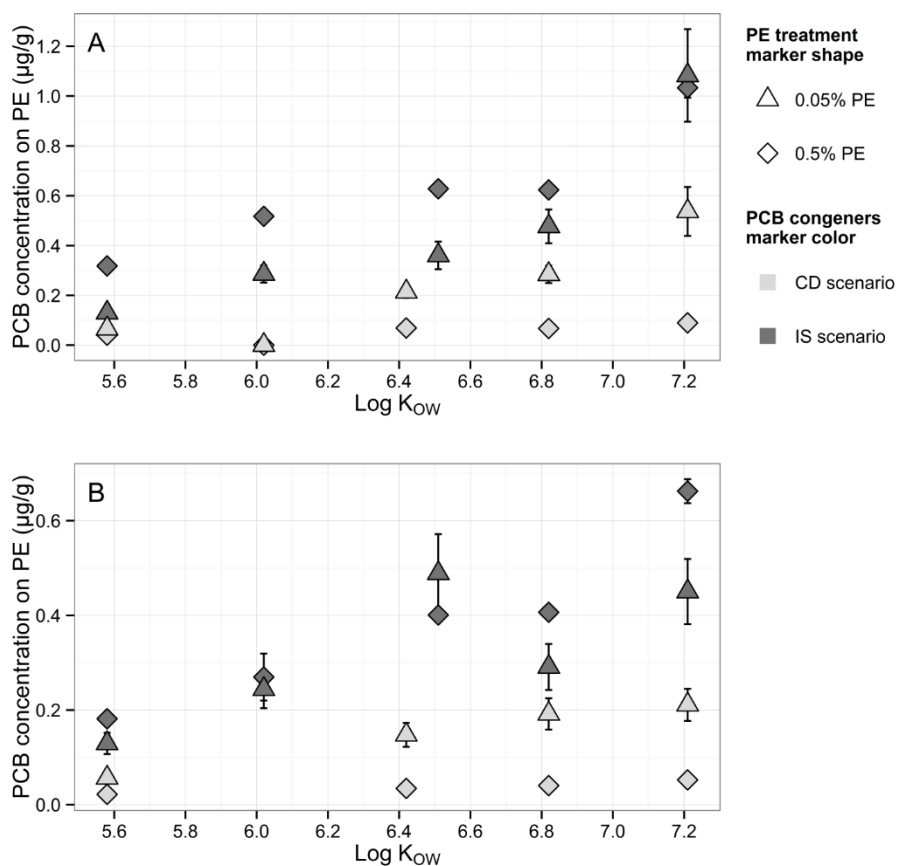 A
PCB concentration on PE (µg/g)
1.2
1.0
0.8
0.6
0.4
0.2
0.0
5.6 5.8 6.0 6.2 6.4 6.6 6.8 7.0 7.2
Log K_OW
PE treatment
marker shape
0.05% PE
0.5% PE
PCB congeners
marker color
CD scenario
IS scenario
B
PCB concentration on PE (µg/g)
0.6
0.4
0.2
0.0
5.6 5.8 6.0 6.2 6.4 6.6 6.8 7.0 7.2
Log K_OW